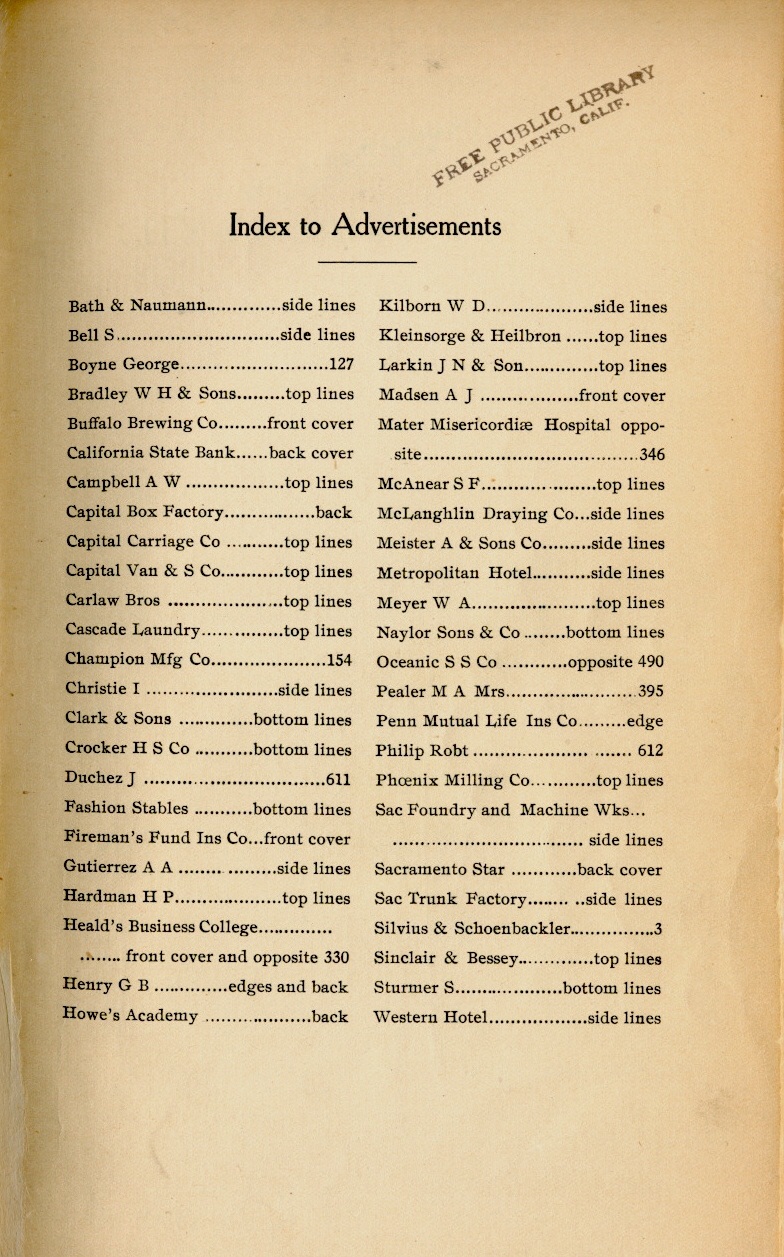 FREE PUBLIC LIBRARY
SACRAMENTO, CALIF.
Index to Advertisements
Bath & Naumann..............side lines
Bell S.............................side lines
Boyne George...........................127
Bradley W H & Sons.........top lines
Buffalo Brewing Co.........front cover
California State Bank......back cover
Campbell A W ..................top lines
Capital Box Factory.................back
Capital Carriage Co ...........top lines
Capital Van & S Co............top lines
Carlaw Bros .....................top lines
Cascade Laundry...............top lines
Champion Mfg Co.....................154
Christie I ........................side lines
Clark & Sons .............bottom lines
Crocker H S Co ...........bottom lines
Duchez J .................................611
Fashion Stables ...........bottom lines
Fireman's Fund Ins Co...front cover
Gutierrez A A ..................side lines
Hardman H P....................top lines
Heald's Business College..............
........ front cover and opposite 330
Henry G B .............edges and back
Howe's Academy ....................back
Kilborn W D....................side lines
Kleinsorge & Heilbron ......top lines
Larkin J N & Son..............top lines
Madsen A J ..................front cover
Mater Misericordiæ Hospital oppo-
site.......................................346
McAnear S F.....................top lines
McLanghlin Draying Co...side lines
Meister A & Sons Co.........side lines
Metropolitan Hotel...........side lines
Meyer W A.......................top lines
Naylor Sons & Co ........bottom lines
Oceanic S S Co ............opposite 490
Pealer M A Mrs........................395
Penn Mutual Life Ins Co.........edge
Philip Robt ..................... ....... 612
Phœnix Milling Co............top lines
Sac Foundry and Machine Wks...
.................................. side lines
Sacramento Star ............back cover
Sac Trunk Factory........ ..side lines
Silvius & Schoenbackler................3
Sinclair & Bessey..............top lines
Sturmer S....................bottom lines
Western Hotel..................side lines